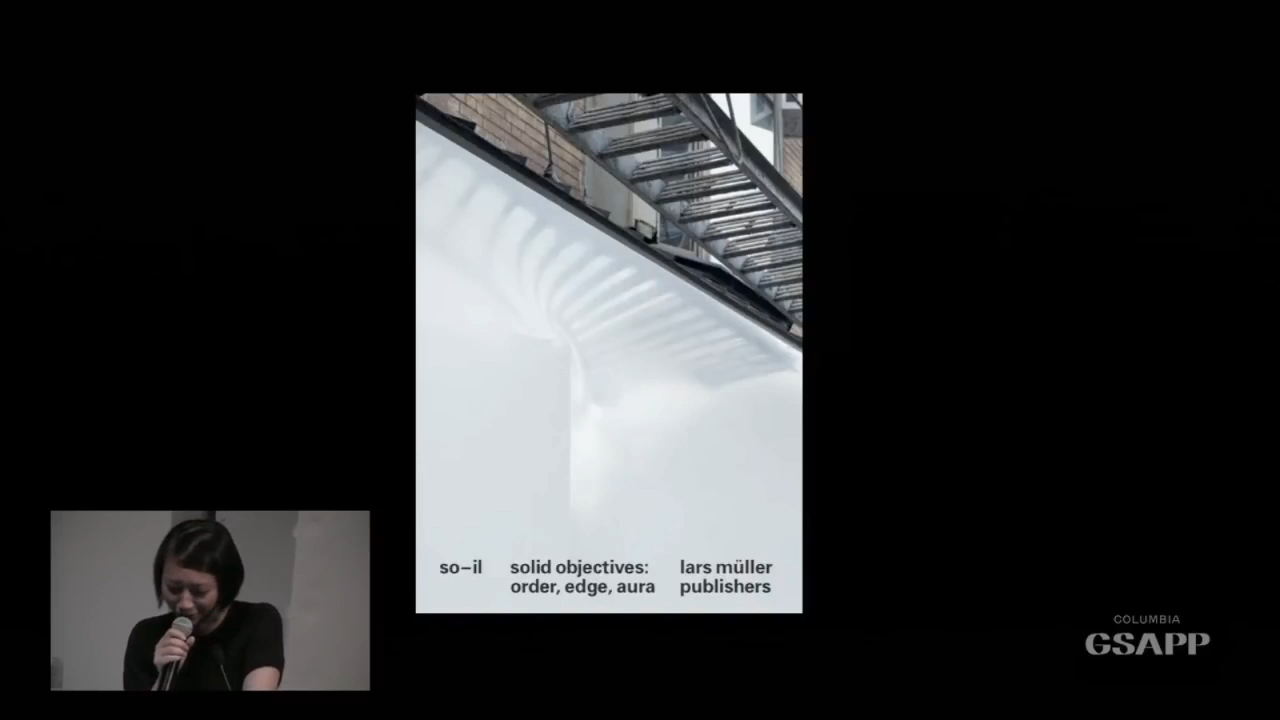 so–il
solid objectives:
order, edge, aura
lars müller
publishers
COLUMBIA
GSAPP